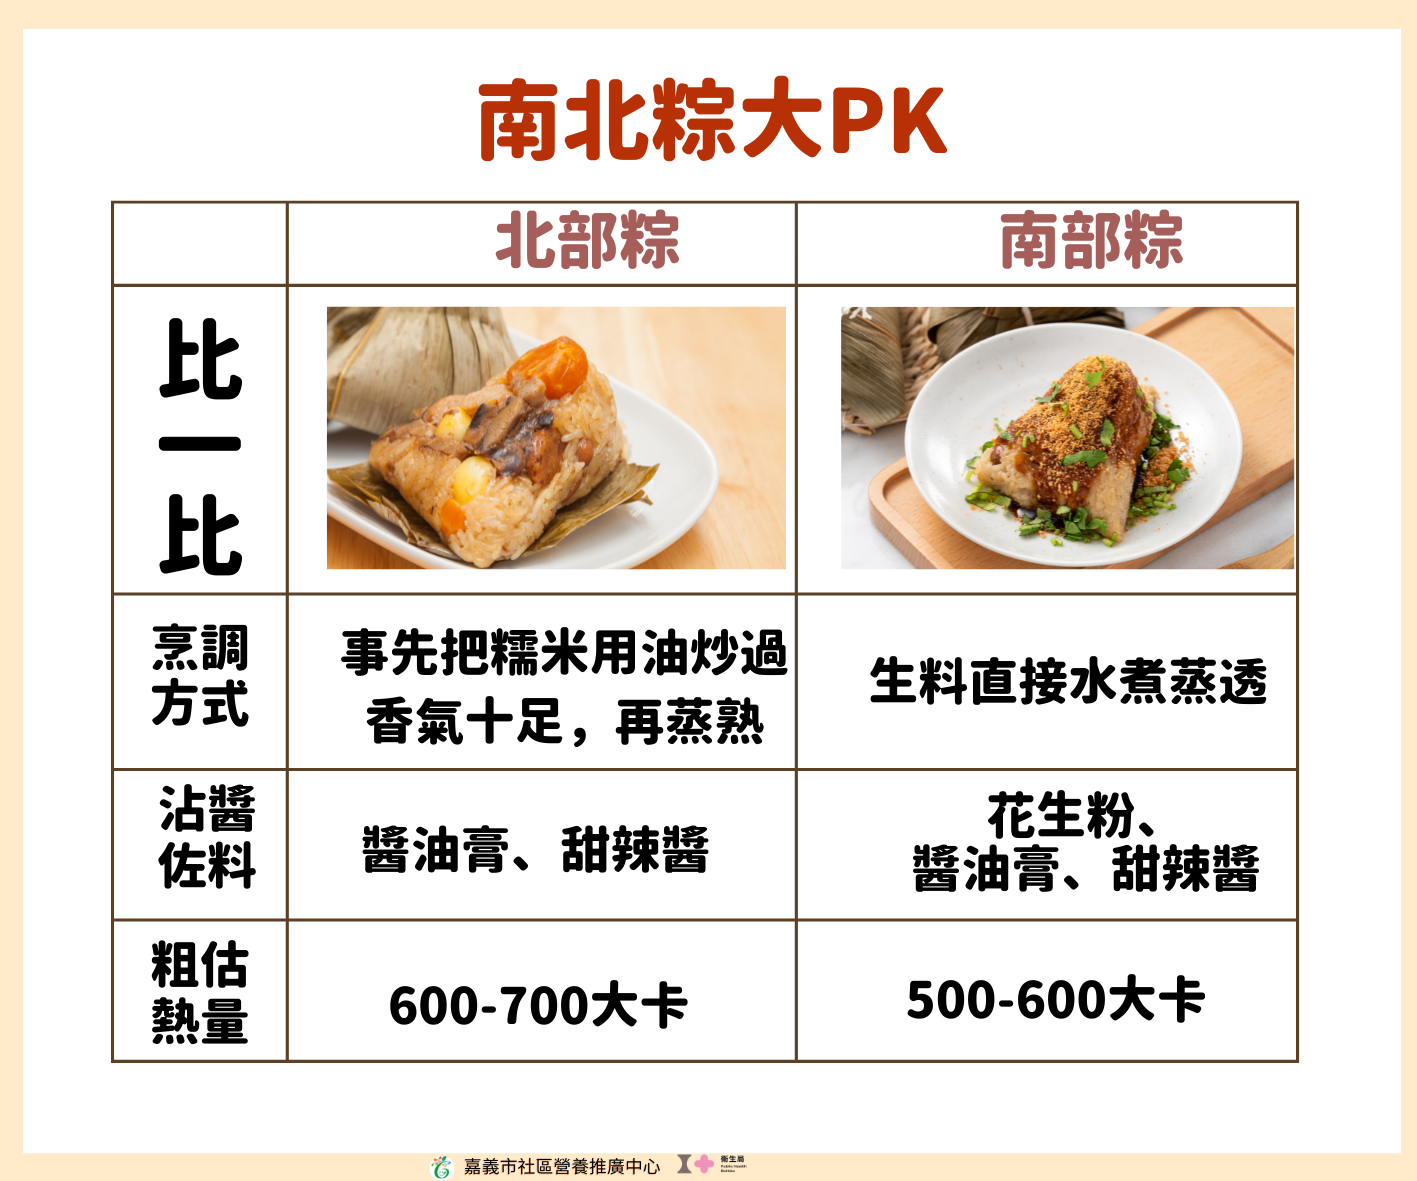 南北粽大PK
北部粽
南部粽
比
一
比
烹調
方式
事先把糯米用油炒過
香氣十足，再蒸熟
生料直接水煮蒸透
沾醬
佐料
醬油膏、甜辣醬
花生粉、
醬油膏、甜辣醬
粗估
熱量
600-700大卡
500-600大卡
嘉義市社區營養推廣中心
衛生局
Public Health
Bureau